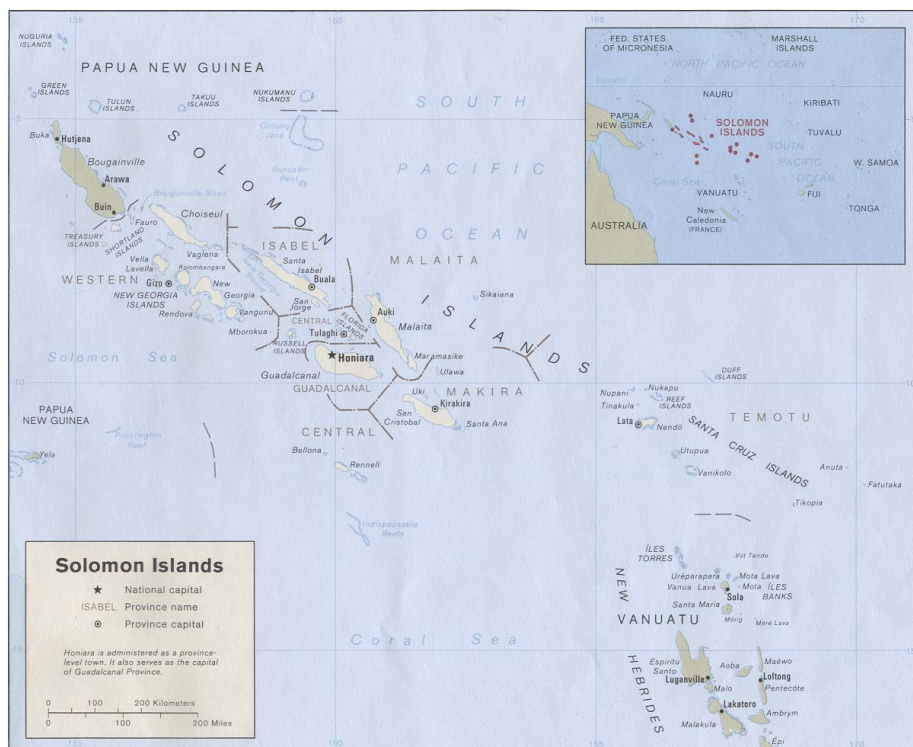 155
160
165
170
NUGURIA
ISLANDS
PAPUA NEW GUINEA
GREEN
ISLANDS
TULUN
ISLANDS
TAKUU
ISLANDS
NUKUMANU
ISLANDS
SOUTH
PACIFIC
OCEAN
5
Ontong
Java
Roncador
Reef
Buka
Hutjena
Bougainville
Arawa
Buin
Bougainville Strait
SOLOMON
ISLANDS
Choiseul
Fauro
TREASURY
ISLANDS
SHORTLAND
ISLANDS
Vella
Lavella
Vaghena
Kolombangara
WESTERN
Gizo
NEW GEORGIA
ISLANDS
New
Georgia
Rendova
Vangunu
Mborokua
ISABEL
Santa
Isabel
Buala
San
Jorge
MALAITA
CENTRAL
FLORIDA
ISLANDS
Tulaghi
RUSSELL
ISLANDS
Auki
Malaita
Sikaiana
Maramasike
Ulawa
Honiara
Guadalcanal
GUADALCANAL
Solomon Sea
10
MAKIRA
Uki
Kirakira
San
Cristobal
Santa Ana
CENTRAL
Bellona
Rennell
Indispensable
Reefs
PAPUA
NEW GUINEA
Pocklington
Reef
Yela
DUFF
ISLANDS
Nupani
Nukapu
REEF
ISLANDS
Tinakula
Lata
Nendö
TEMOTU
SANTA CRUZ ISLANDS
Utupua
Vanikolo
Anuta
Fatutaka
Tikopia
ÎLES
TORRES
Vot Tandé
Uréparapara
Mota Lava
Vanua Lava
Mota
ÎLES
BANKS
Sola
Santa Maria
Mérig
Méré Lava
NEW
HEBRIDES
VANUATU
15
Espiritu
Santo
Aoba
Maéwo
Luganville
Loltong
Malo
Pentecôte
Lakatoro
Ambrym
Malakula
Épi
Coral Sea
FED. STATES
OF MICRONESIA
MARSHALL
ISLANDS
NORTH PACIFIC OCEAN
Equator
NAURU
KIRIBATI
PAPUA
NEW GUINEA
SOLOMON
ISLANDS
TUVALU
SOUTH
PACIFIC
OCEAN
W. SAMOA
Coral Sea
VANUATU
FIJI
New
Caledonia
(FRANCE)
TONGA
AUSTRALIA
Solomon Islands
National capital
ISABEL Province name
Province capital
Honiara is administered as a province-
level town. It also serves as the capital
of Guadalcanal Province.
0 100 200 Kilometers
0 100 200 Miles